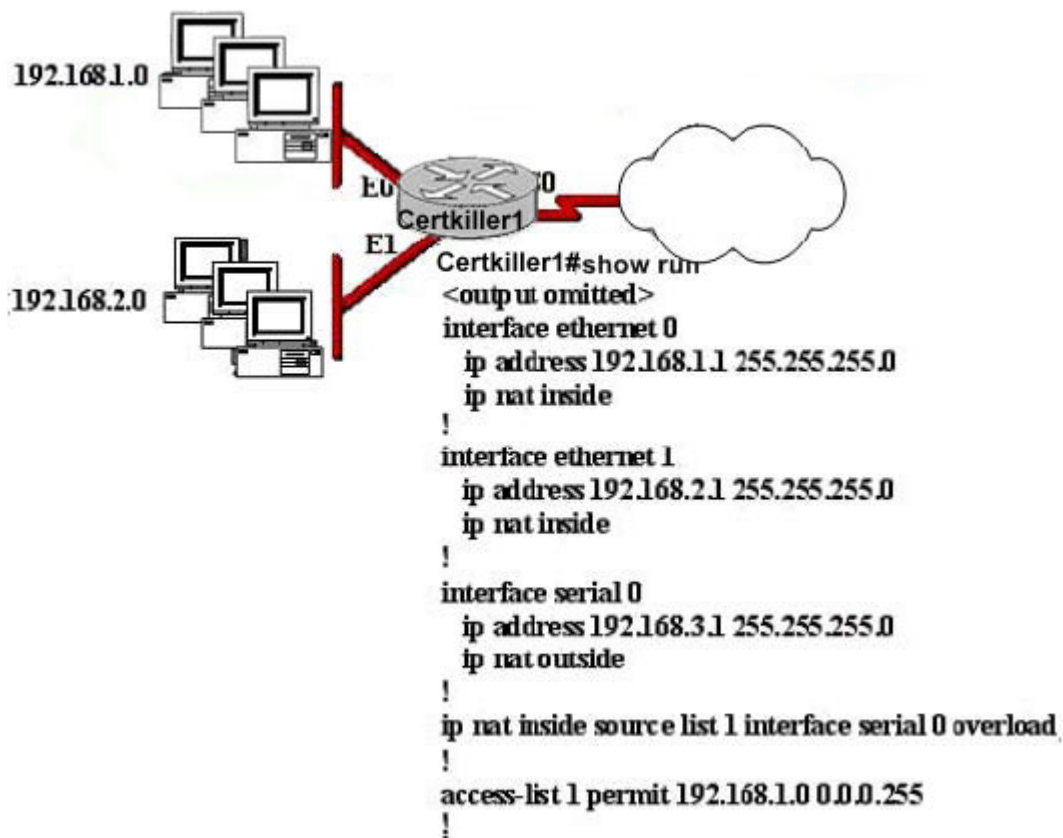 192.168.1.0
E0
Certkiller1
E1
192.168.2.0
Certkiller1#show run
<output omitted>
interface ethernet 0
ip address 192.168.1.1 255.255.255.0
ip nat inside
!
interface ethernet 1
ip address 192.168.2.1 255.255.255.0
ip nat inside
!
interface serial 0
ip address 192.168.3.1 255.255.255.0
ip nat outside
!
ip nat inside source list 1 interface serial 0 overload
!
access-list 1 permit 192.168.1.0 0.0.0.255
!